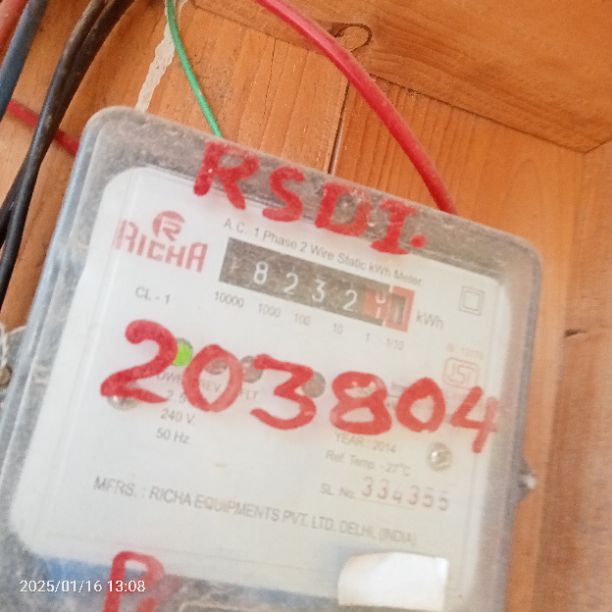 RSDI.
RICHA
A.C. 1 Phase 2 Wire Static kWh Meter
8232
kWh
10000 1000 100 10 1 1/10
CL - 1
203804
240 V.
50 Hz.
YEAR : 2014
Ref. Temp. - 27°C
SL. No. 334355
MFRS. : RICHA EQUIPMENTS PVT. LTD. DELHI, (INDIA)
2025/01/16 13:08